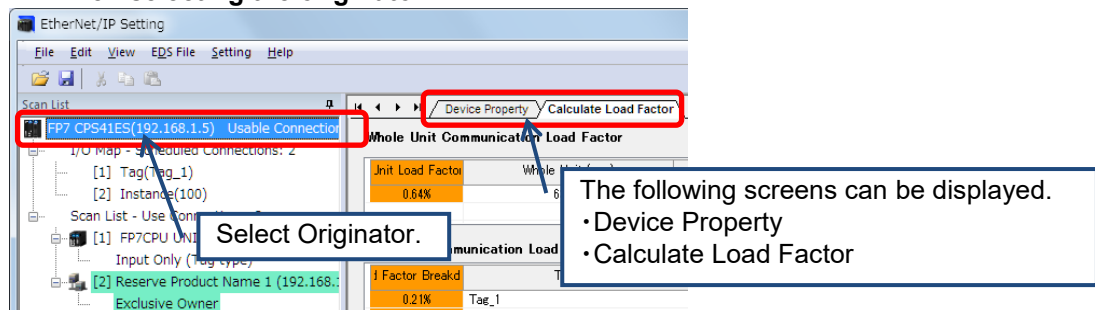 EtherNet/IP Setting
File Edit View EDS File Setting Help
Scan List
Device Property Calculate Load Factor
FP7 CPS41ES(192.168.1.5) Usable Connection
Whole Unit Communication Load Factor
I/O Map - Scheduled Connections: 2
[1] Tag(Tag_1)
Unit Load Factor Whole Unit
0.64% 6
[2] Instance(100)
Scan List - Use
[1] FP7CPU UNI
Input Only (Tag type)
[2] Reserve Product Name 1 (192.168.
Exclusive Owner
munication Load
d Factor Breakd T
0.21% Tag_1
Select Originator.
The following screens can be displayed.
・Device Property
・Calculate Load Factor